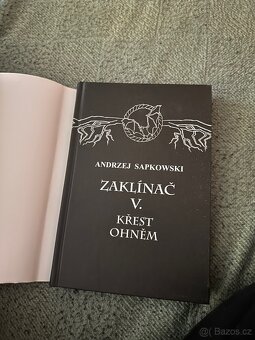 ANDRZEJ SAPKOWSKI
ZAKLÍNAČ
V.
KŘEST
OHNĚM
Bazos.cz